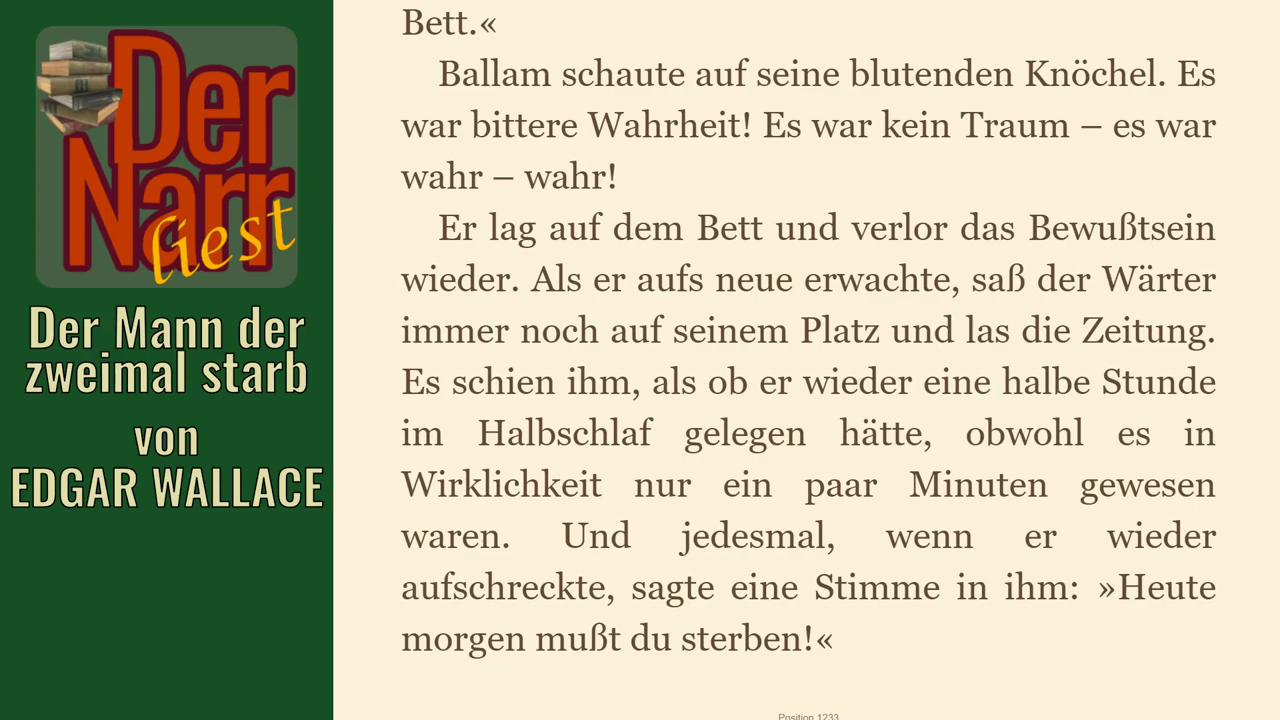 Der
Narr
liest
Der Mann der
zweimal starb
von
EDGAR WALLACE
Bett.«
Ballam schaute auf seine blutenden Knöchel. Es
war bittere Wahrheit! Es war kein Traum – es war
wahr – wahr!
Er lag auf dem Bett und verlor das Bewußtsein
wieder. Als er aufs neue erwachte, saß der Wärter
immer noch auf seinem Platz und las die Zeitung.
Es schien ihm, als ob er wieder eine halbe Stunde
im Halbschlaf gelegen hätte, obwohl es in
Wirklichkeit nur ein paar Minuten gewesen
waren. Und jedesmal, wenn er wieder
aufschreckte, sagte eine Stimme in ihm: »Heute
morgen mußt du sterben!«
Position 1233